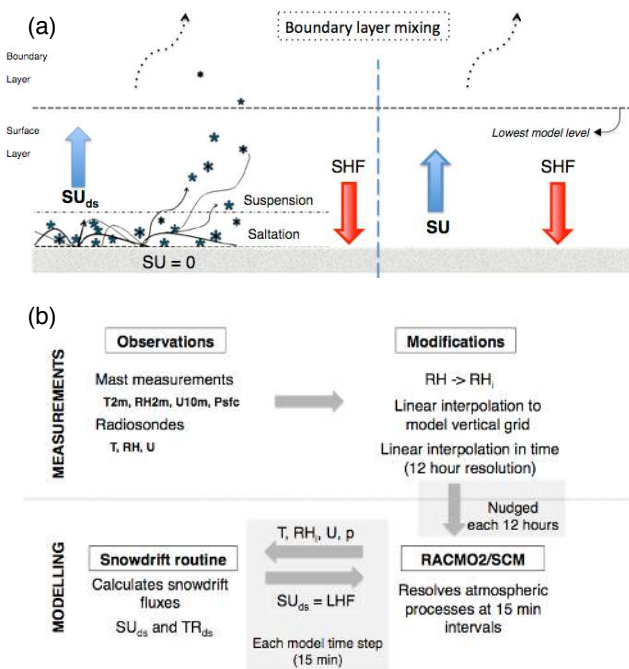 (a)
Boundary layer mixing
Boundary
Layer
Lowest model level
Surface
Layer
SHF
SHF
SU_ds
Suspension
SU
Saltation
SU = 0
(b)
MEASUREMENTS
Observations
Mast measurements
T2m, RH2m, U10m, Psfc
Radiosondes
T, RH, U
Modifications
RH -> RH_i
Linear interpolation to
model vertical grid
Linear interpolation in time
(12 hour resolution)
Nudged
each 12 hours
MODELLING
Snowdrift routine
Calculates snowdrift
fluxes
SU_ds and TR_ds
T, RH_i, U, p
SU_ds = LHF
Each model time step
(15 min)
RACMO2/SCM
Resolves atmospheric
processes at 15 min
intervals